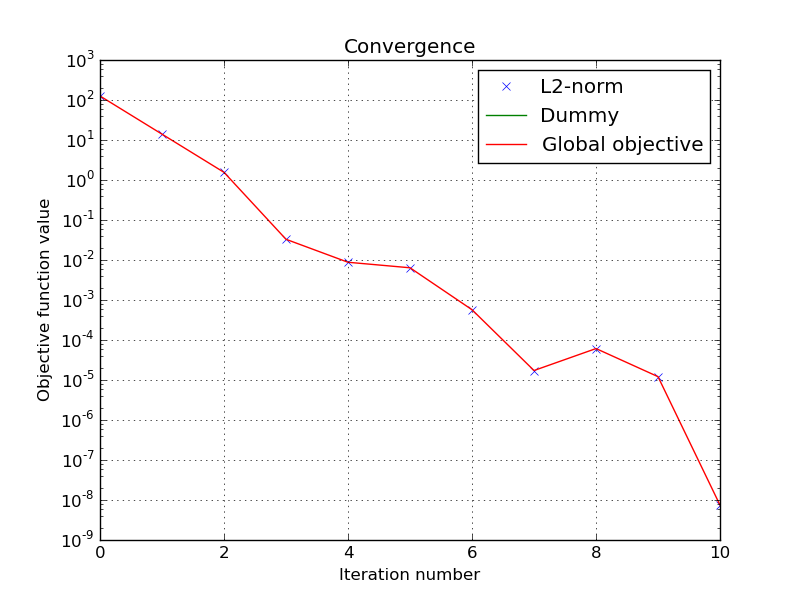 Convergence
Objective function value
10^3
10^2
10^1
10^0
10^-1
10^-2
10^-3
10^-4
10^-5
10^-6
10^-7
10^-8
10^-9
L2-norm
Dummy
Global objective
0 2 4 6 8 10
Iteration number